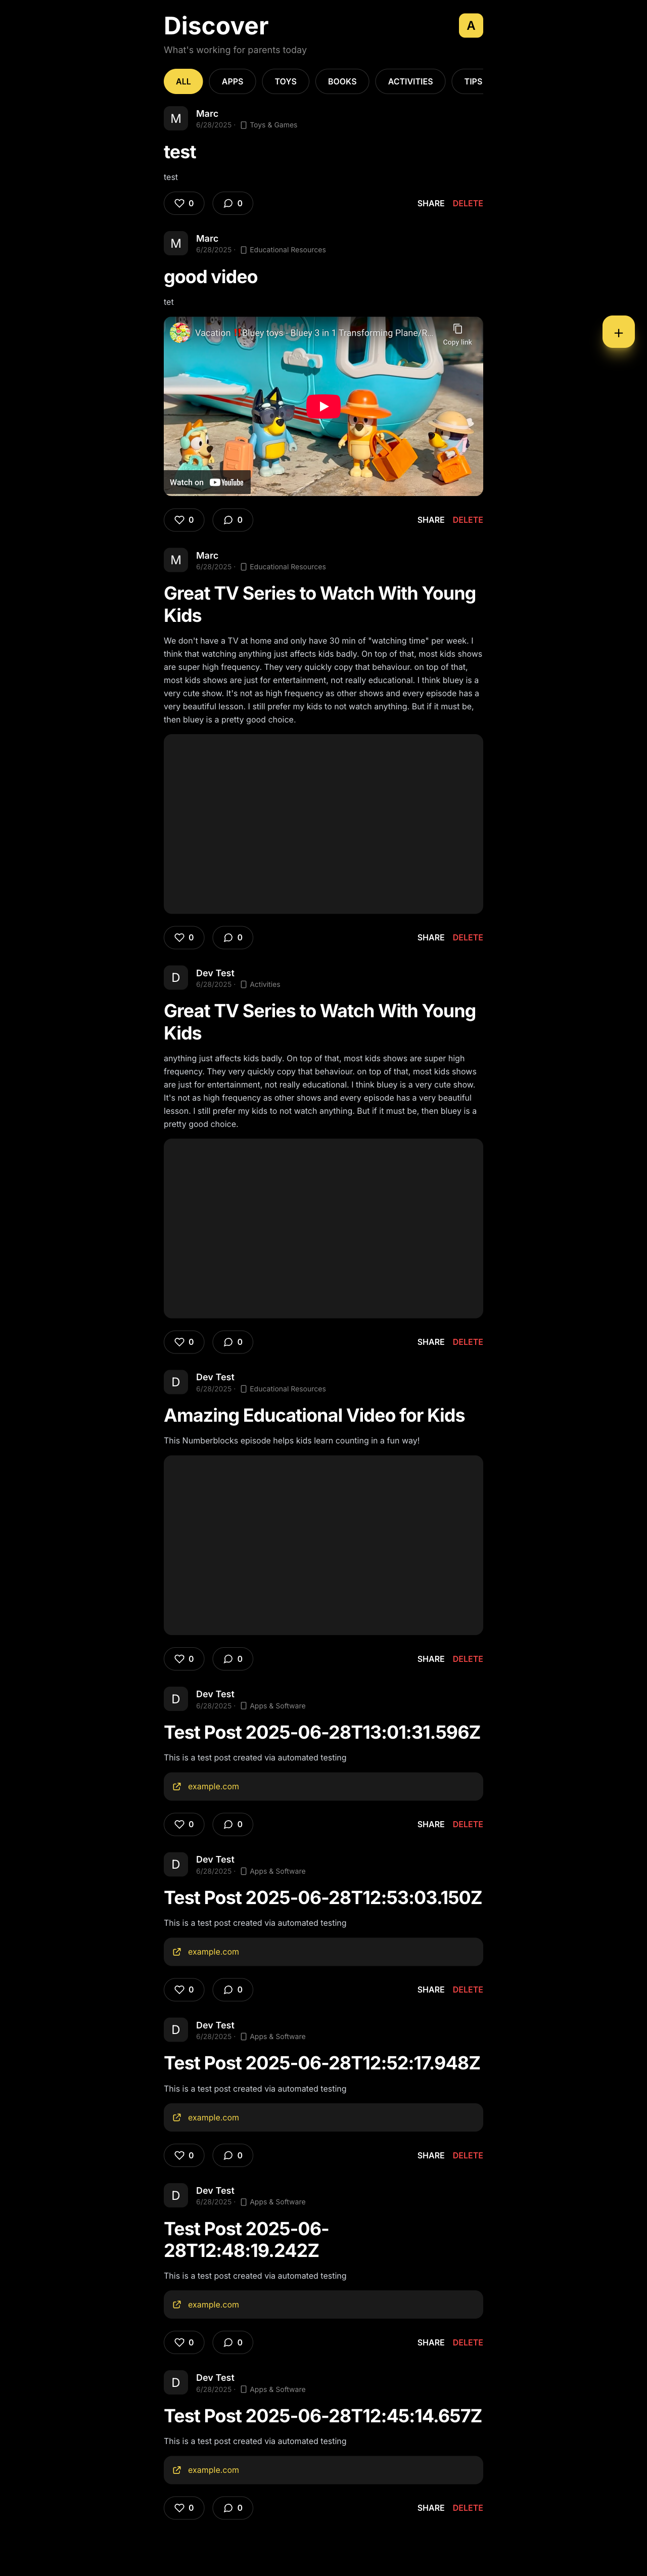 Discover
A
What's working for parents today
ALL APPS TOYS BOOKS ACTIVITIES TIPS
M Marc
6/28/2025 · Toys & Games
test
test
0 0 SHARE DELETE
M Marc
6/28/2025 · Educational Resources
good video
tet
Vacation Bluey toys - Bluey 3 in 1 Transforming Plane/R...
Copy link
Watch on YouTube
+
0 0 SHARE DELETE
M Marc
6/28/2025 · Educational Resources
Great TV Series to Watch With Young
Kids
We don't have a TV at home and only have 30 min of "watching time" per week. I
think that watching anything just affects kids badly. On top of that, most kids shows
are super high frequency. They very quickly copy that behaviour. on top of that,
most kids shows are just for entertainment, not really educational. I think bluey is a
very cute show. It's not as high frequency as other shows and every episode has a
very beautiful lesson. I still prefer my kids to not watch anything. But if it must be,
then bluey is a pretty good choice.
0 0 SHARE DELETE
D Dev Test
6/28/2025 · Activities
Great TV Series to Watch With Young
Kids
anything just affects kids badly. On top of that, most kids shows are super high
frequency. They very quickly copy that behaviour. on top of that, most kids shows
are just for entertainment, not really educational. I think bluey is a very cute show.
It's not as high frequency as other shows and every episode has a very beautiful
lesson. I still prefer my kids to not watch anything. But if it must be, then bluey is a
pretty good choice.
0 0 SHARE DELETE
D Dev Test
6/28/2025 · Educational Resources
Amazing Educational Video for Kids
This Numberblocks episode helps kids learn counting in a fun way!
0 0 SHARE DELETE
D Dev Test
6/28/2025 · Apps & Software
Test Post 2025-06-28T13:01:31.596Z
This is a test post created via automated testing
example.com
0 0 SHARE DELETE
D Dev Test
6/28/2025 · Apps & Software
Test Post 2025-06-28T12:53:03.150Z
This is a test post created via automated testing
example.com
0 0 SHARE DELETE
D Dev Test
6/28/2025 · Apps & Software
Test Post 2025-06-28T12:52:17.948Z
This is a test post created via automated testing
example.com
0 0 SHARE DELETE
D Dev Test
6/28/2025 · Apps & Software
Test Post 2025-06-
28T12:48:19.242Z
This is a test post created via automated testing
example.com
0 0 SHARE DELETE
D Dev Test
6/28/2025 · Apps & Software
Test Post 2025-06-28T12:45:14.657Z
This is a test post created via automated testing
example.com
0 0 SHARE DELETE